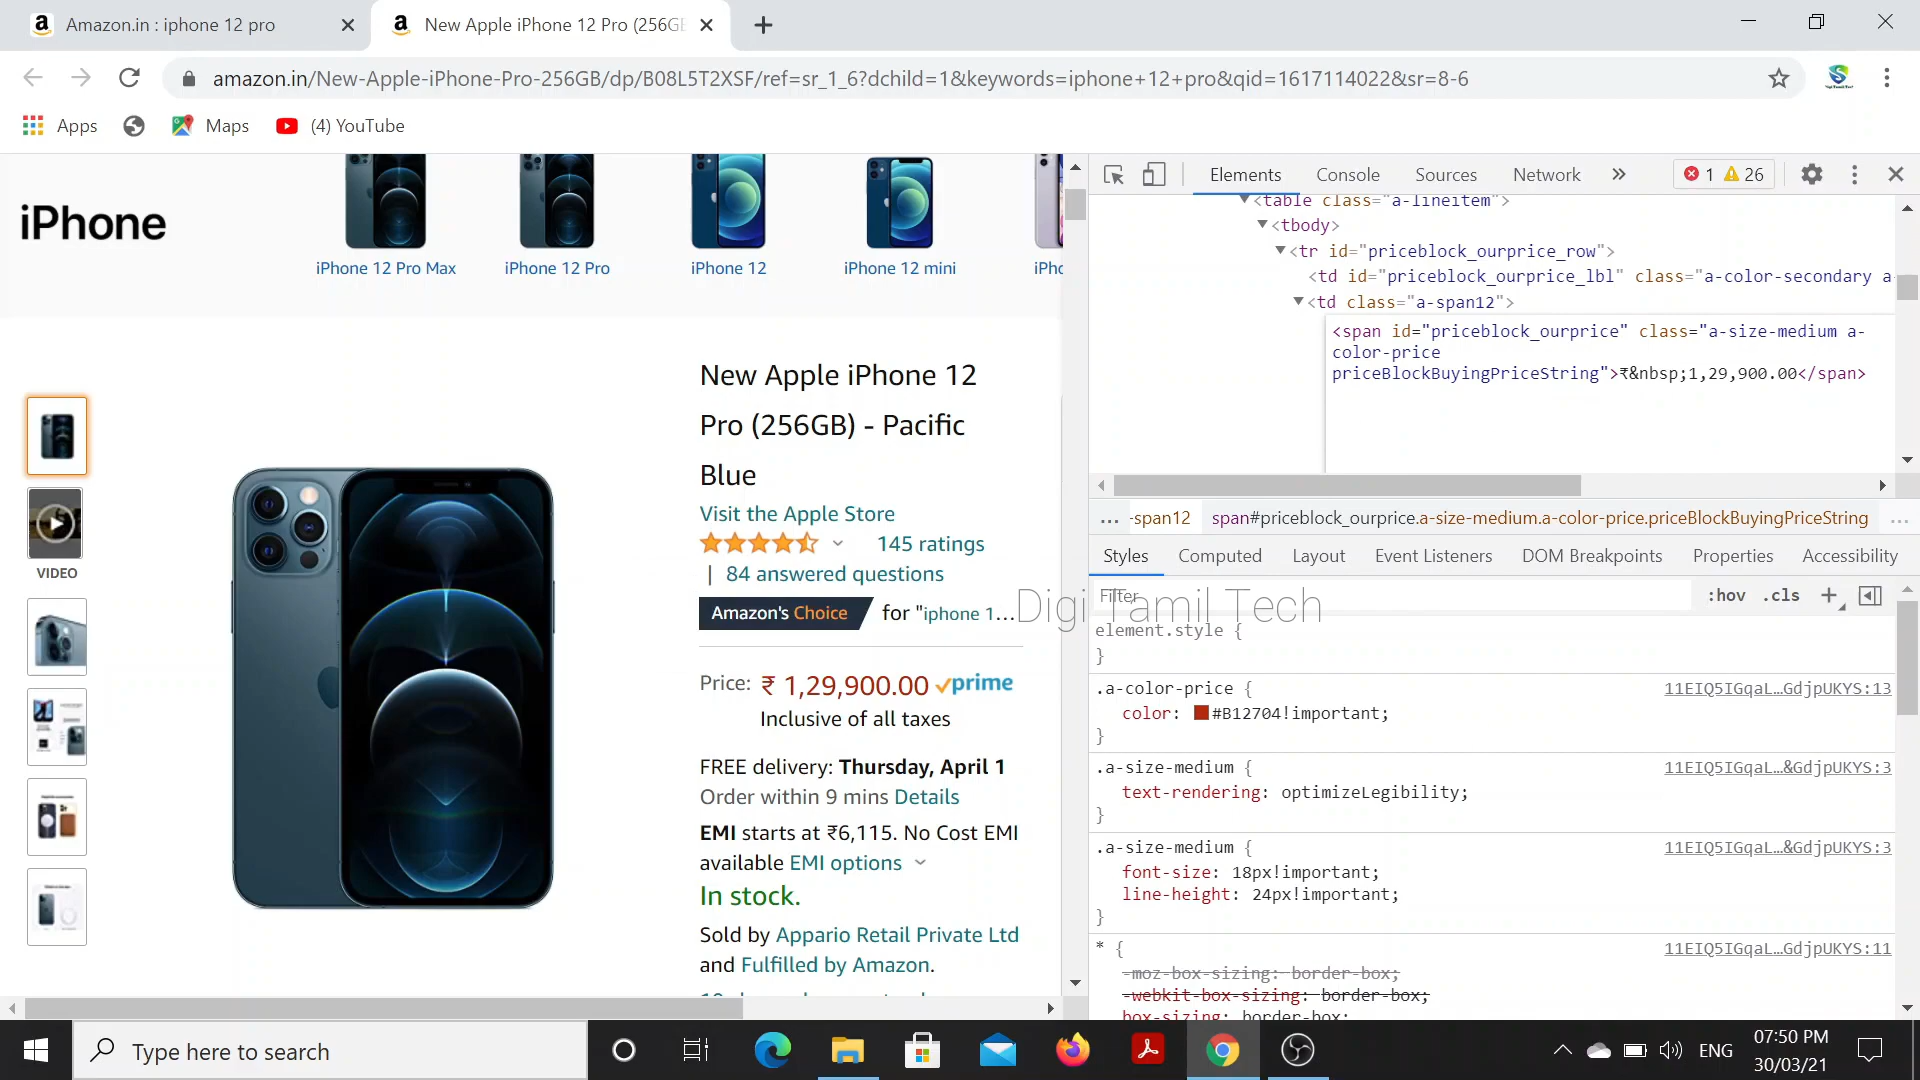 Amazon.in : iphone 12 pro
New Apple iPhone 12 Pro (256GB
amazon.in/New-Apple-iPhone-Pro-256GB/dp/B08L5T2XSF/ref=sr_1_6?dchild=1&keywords=iphone+12+pro&qid=1617114022&sr=8-6
Apps
Maps
(4) YouTube
iPhone
iPhone 12 Pro Max
iPhone 12 Pro
iPhone 12
iPhone 12 mini
iPho
New Apple iPhone 12
Pro (256GB) - Pacific
Blue
Visit the Apple Store
145 ratings
| 84 answered questions
Amazon's Choice for "iphone 1...
Price: ₹ 1,29,900.00 prime
Inclusive of all taxes
FREE delivery: Thursday, April 1
Order within 9 mins Details
EMI starts at ₹6,115. No Cost EMI
available EMI options
In stock.
Sold by Appario Retail Private Ltd
and Fulfilled by Amazon.
VIDEO
Elements Console Sources Network » 1 26
<table class="a-lineitem">
<tbody>
<tr id="priceblock_ourprice_row">
<td id="priceblock_ourprice_lbl" class="a-color-secondary a-
<td class="a-span12">
<span id="priceblock_ourprice" class="a-size-medium a-
color-price
priceBlockBuyingPriceString">₹&nbsp;1,29,900.00</span>
... -span12 span#priceblock_ourprice.a-size-medium.a-color-price.priceBlockBuyingPriceString ...
Styles Computed Layout Event Listeners DOM Breakpoints Properties Accessibility
Filter :hov .cls +
Digi Tamil Tech
element.style {
}
.a-color-price { 11EIQ5IGqaL…GdjpUKYS:13
color: #B12704!important;
}
.a-size-medium { 11EIQ5IGqaL…&GdjpUKYS:3
text-rendering: optimizeLegibility;
}
.a-size-medium { 11EIQ5IGqaL…&GdjpUKYS:3
font-size: 18px!important;
line-height: 24px!important;
}
* { 11EIQ5IGqaL…GdjpUKYS:11
-moz-box-sizing: border-box;
-webkit-box-sizing: border-box;
box-sizing: border-box;
Type here to search
ENG
07:50 PM
30/03/21